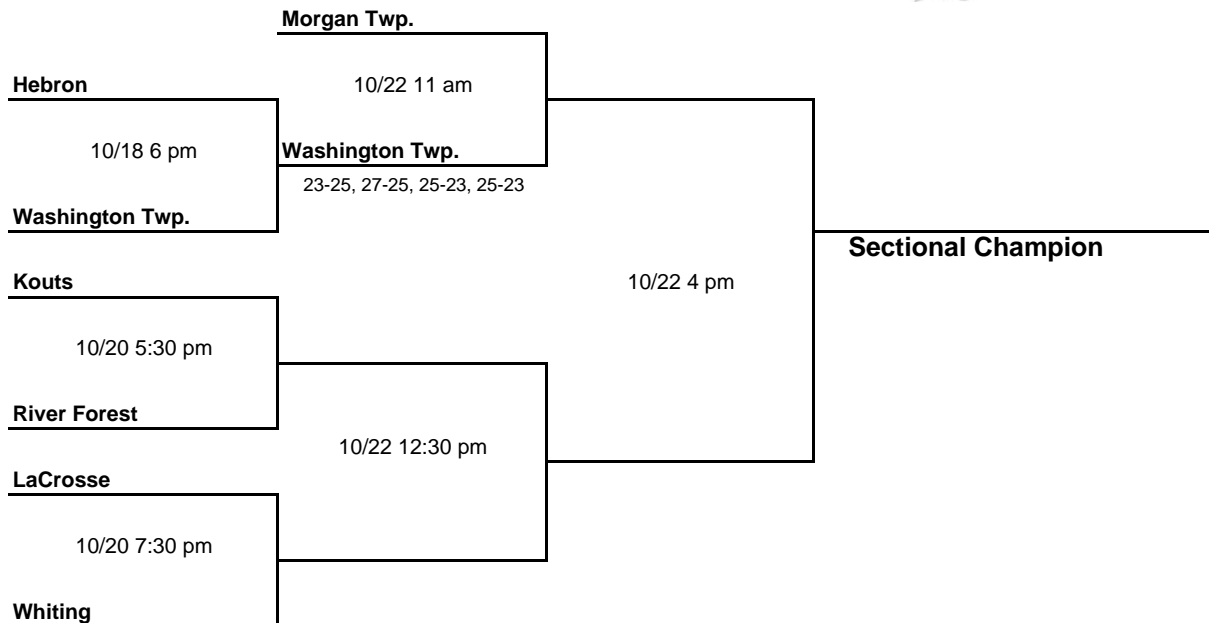 Morgan Twp.
Hebron
10/22 11 am
10/18 6 pm
Washington Twp.
23-25, 27-25, 25-23, 25-23
Washington Twp.
Sectional Champion
Kouts
10/22 4 pm
10/20 5:30 pm
River Forest
10/22 12:30 pm
LaCrosse
10/20 7:30 pm
Whiting